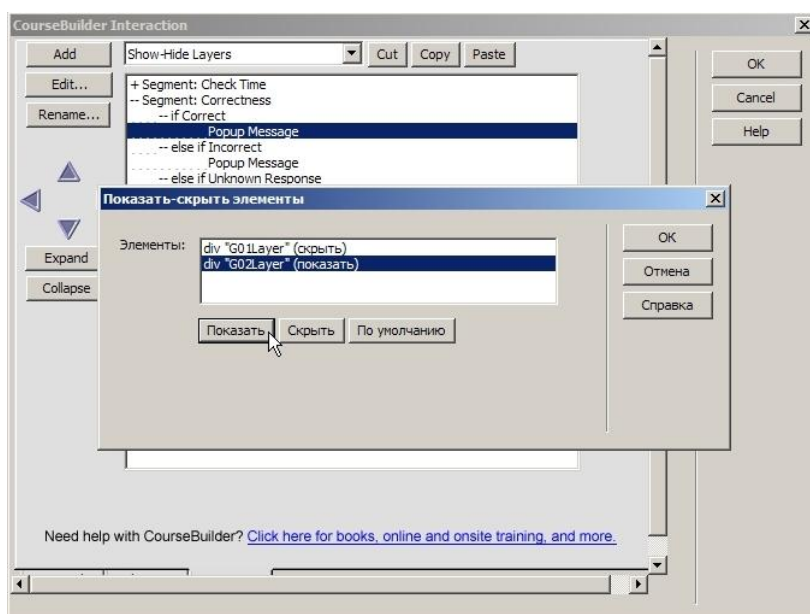 CourseBuilder Interaction
Add
Show-Hide Layers
Cut
Copy
Paste
OK
Edit...
+ Segment: Check Time
-- Segment: Correctness
Cancel
Rename...
-- if Correct
Popup Message
Help
-- else if Incorrect
Popup Message
-- else if Unknown Response
Показать-скрыть элементы
Элементы:
div "G01Layer" (скрыть)
div "G02Layer" (показать)
OK
Отмена
Справка
Expand
Collapse
Показать
Скрыть
По умолчанию
Need help with CourseBuilder? Click here for books, online and onsite training, and more.